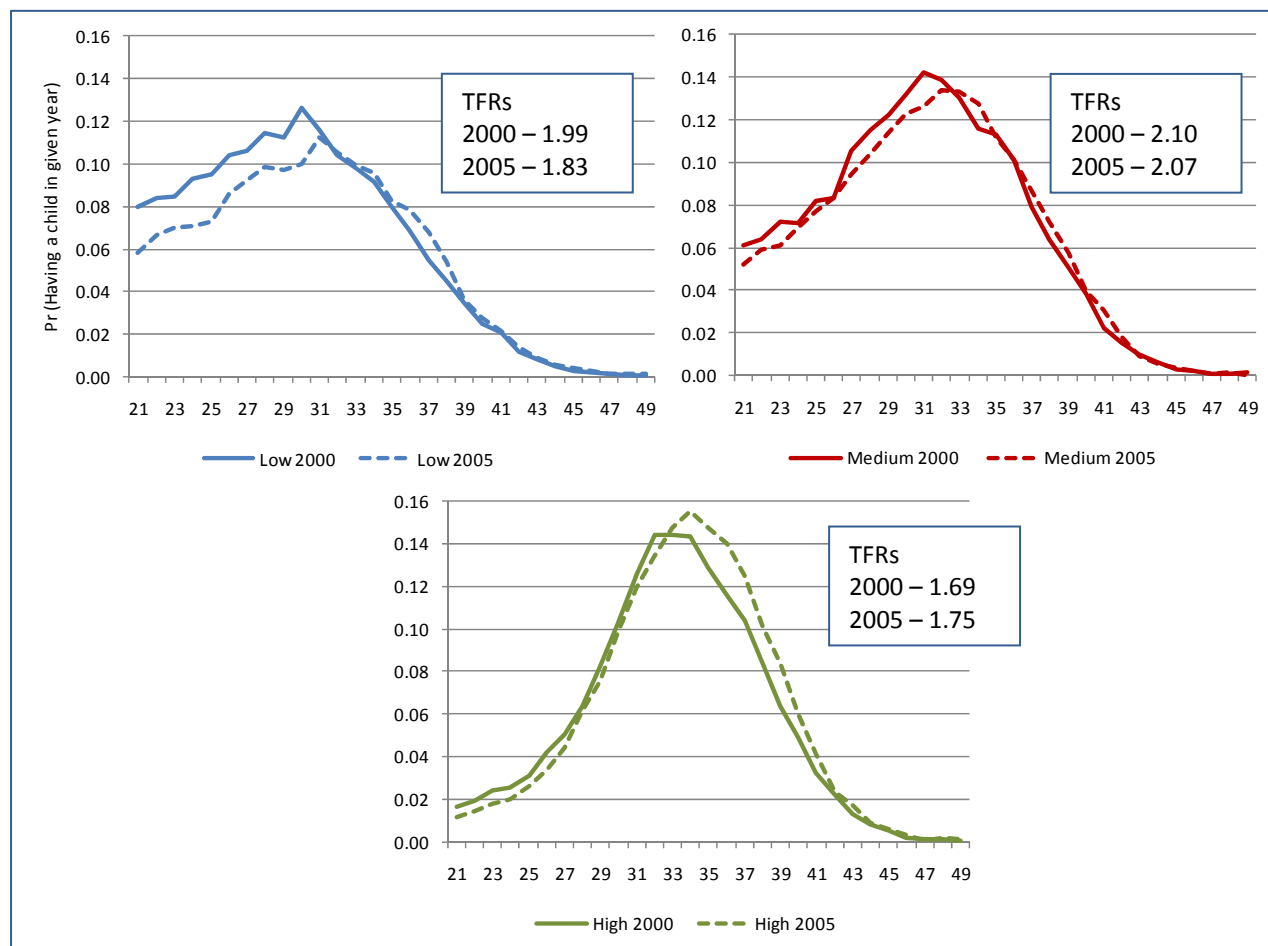 Pr (Having a child in given year)
0.16
0.14
0.12
0.10
0.08
0.06
0.04
0.02
0.00
TFRs
2000 – 1.99
2005 – 1.83
21 23 25 27 29 31 33 35 37 39 41 43 45 47 49
Low 2000 Low 2005
0.16
0.14
0.12
0.10
0.08
0.06
0.04
0.02
0.00
TFRs
2000 – 2.10
2005 – 2.07
21 23 25 27 29 31 33 35 37 39 41 43 45 47 49
Medium 2000 Medium 2005
0.16
0.14
0.12
0.10
0.08
0.06
0.04
0.02
0.00
TFRs
2000 – 1.69
2005 – 1.75
21 23 25 27 29 31 33 35 37 39 41 43 45 47 49
High 2000 High 2005